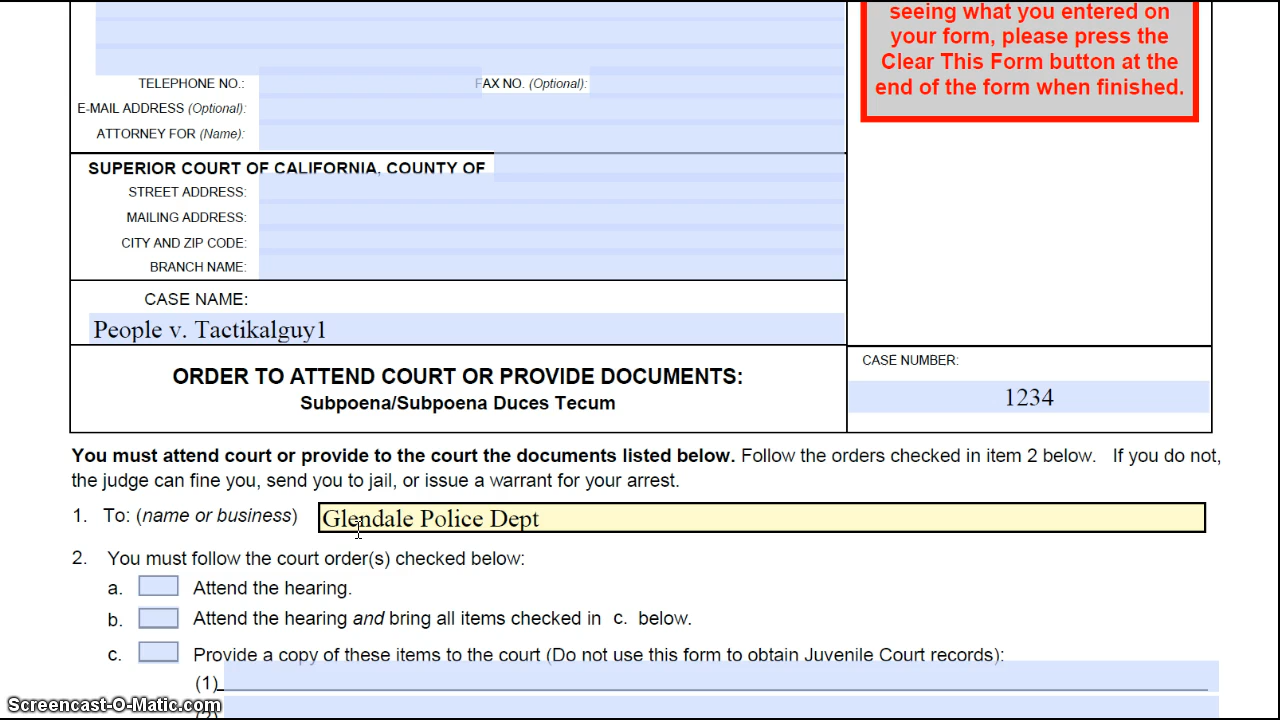 seeing what you entered on
your form, please press the
Clear This Form button at the
end of the form when finished.
TELEPHONE NO.: FAX NO. (Optional):
E-MAIL ADDRESS (Optional):
ATTORNEY FOR (Name):
SUPERIOR COURT OF CALIFORNIA, COUNTY OF
STREET ADDRESS:
MAILING ADDRESS:
CITY AND ZIP CODE:
BRANCH NAME:
CASE NAME:
People v. Tactikalguy1
ORDER TO ATTEND COURT OR PROVIDE DOCUMENTS:
Subpoena/Subpoena Duces Tecum
CASE NUMBER:
1234
You must attend court or provide to the court the documents listed below. Follow the orders checked in item 2 below. If you do not,
the judge can fine you, send you to jail, or issue a warrant for your arrest.
1. To: (name or business) Glendale Police Dept
2. You must follow the court order(s) checked below:
a. Attend the hearing.
b. Attend the hearing and bring all items checked in c. below.
c. Provide a copy of these items to the court (Do not use this form to obtain Juvenile Court records):
(1)
(2)
Screencast-O-Matic.com